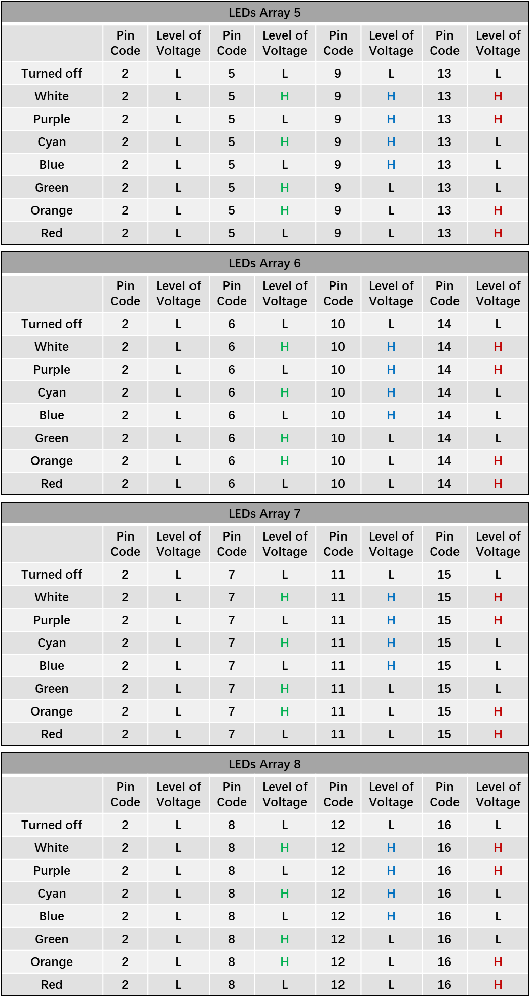 LEDs Array 5
Pin Code Level of Voltage Pin Code Level of Voltage Pin Code Level of Voltage Pin Code Level of Voltage
Turned off 2 L 5 L 9 L 13 L
White 2 L 5 H 9 H 13 H
Purple 2 L 5 L 9 H 13 H
Cyan 2 L 5 H 9 H 13 L
Blue 2 L 5 L 9 H 13 L
Green 2 L 5 H 9 L 13 L
Orange 2 L 5 H 9 L 13 H
Red 2 L 5 L 9 L 13 H
LEDs Array 6
Pin Code Level of Voltage Pin Code Level of Voltage Pin Code Level of Voltage Pin Code Level of Voltage
Turned off 2 L 6 L 10 L 14 L
White 2 L 6 H 10 H 14 H
Purple 2 L 6 L 10 H 14 H
Cyan 2 L 6 H 10 H 14 L
Blue 2 L 6 L 10 H 14 L
Green 2 L 6 H 10 L 14 L
Orange 2 L 6 H 10 L 14 H
Red 2 L 6 L 10 L 14 H
LEDs Array 7
Pin Code Level of Voltage Pin Code Level of Voltage Pin Code Level of Voltage Pin Code Level of Voltage
Turned off 2 L 7 L 11 L 15 L
White 2 L 7 H 11 H 15 H
Purple 2 L 7 L 11 H 15 H
Cyan 2 L 7 H 11 H 15 L
Blue 2 L 7 L 11 H 15 L
Green 2 L 7 H 11 L 15 L
Orange 2 L 7 H 11 L 15 H
Red 2 L 7 L 11 L 15 H
LEDs Array 8
Pin Code Level of Voltage Pin Code Level of Voltage Pin Code Level of Voltage Pin Code Level of Voltage
Turned off 2 L 8 L 12 L 16 L
White 2 L 8 H 12 H 16 H
Purple 2 L 8 L 12 H 16 H
Cyan 2 L 8 H 12 H 16 L
Blue 2 L 8 L 12 H 16 L
Green 2 L 8 H 12 L 16 L
Orange 2 L 8 H 12 L 16 H
Red 2 L 8 L 12 L 16 H